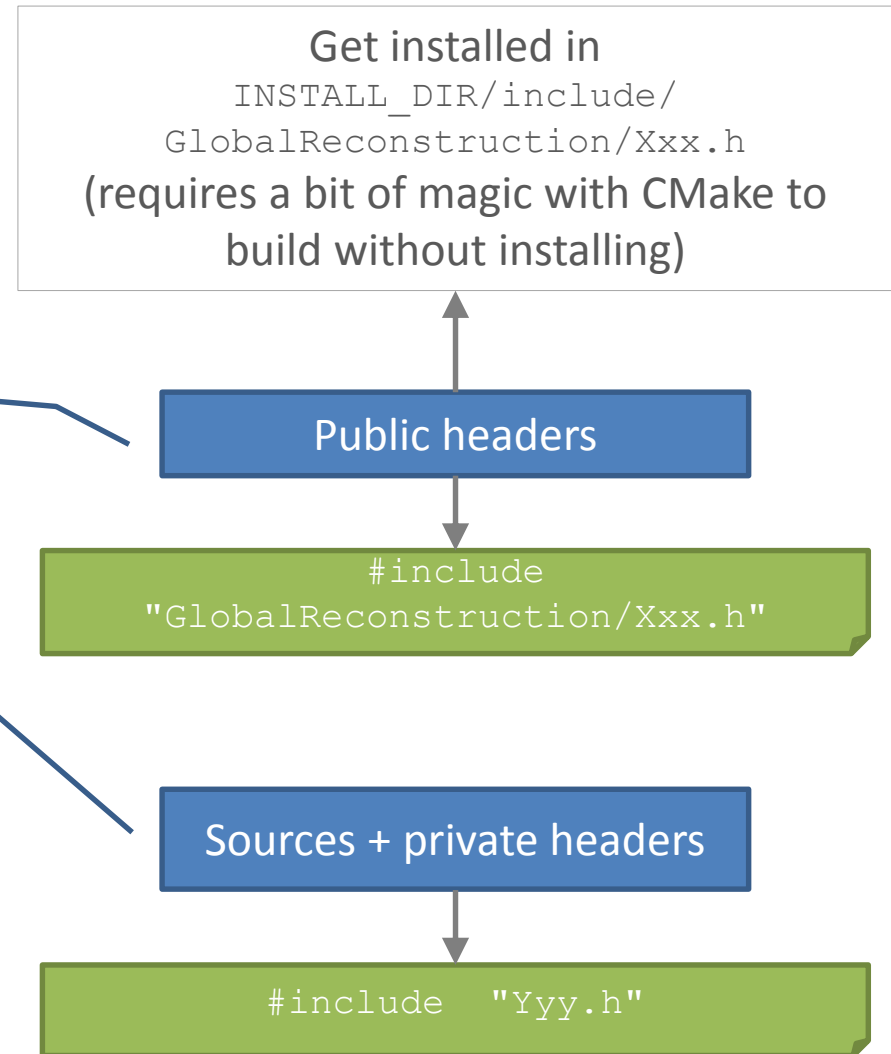 Get installed in
INSTALL_DIR/include/
GlobalReconstruction/Xxx.h
(requires a bit of magic with CMake to
build without installing)
Public headers
#include
"GlobalReconstruction/Xxx.h"
Sources + private headers
#include "Yyy.h"